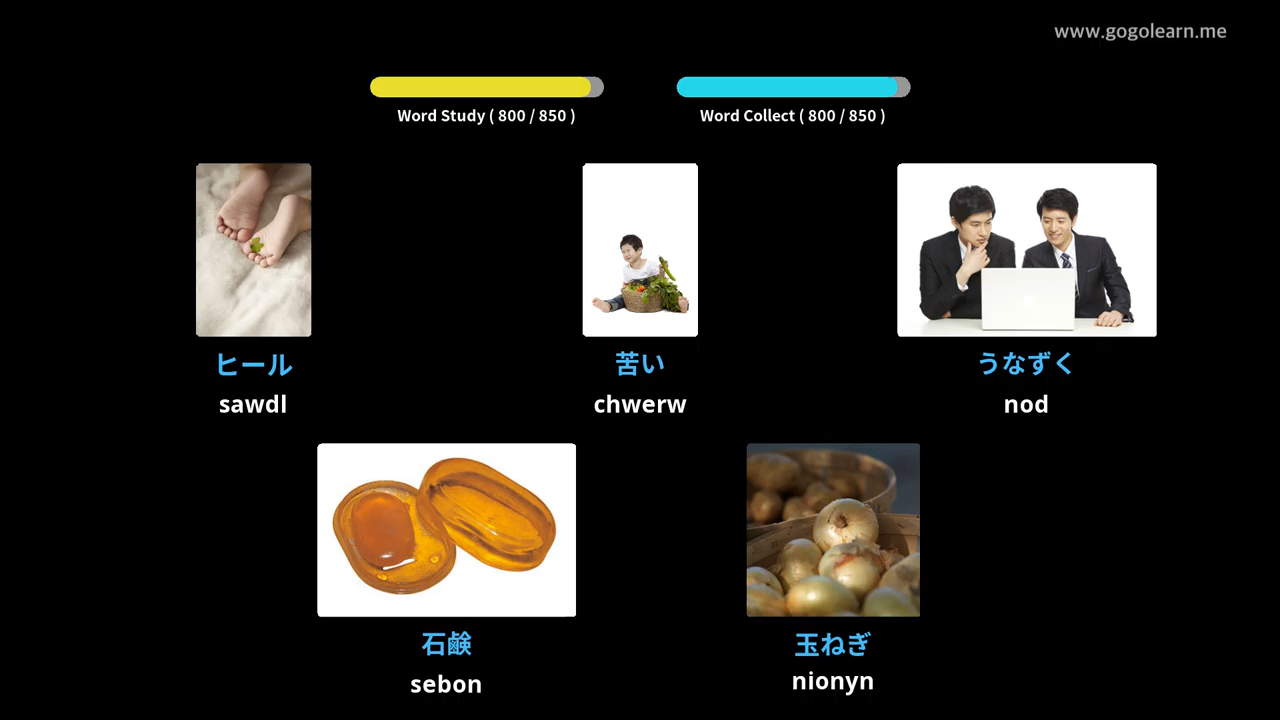 www.gogolearn.me
Word Study ( 800 / 850 )
Word Collect ( 800 / 850 )
ヒール
sawdl
苦い
chwerw
うなずく
nod
石鹸
sebon
玉ねぎ
nionyn